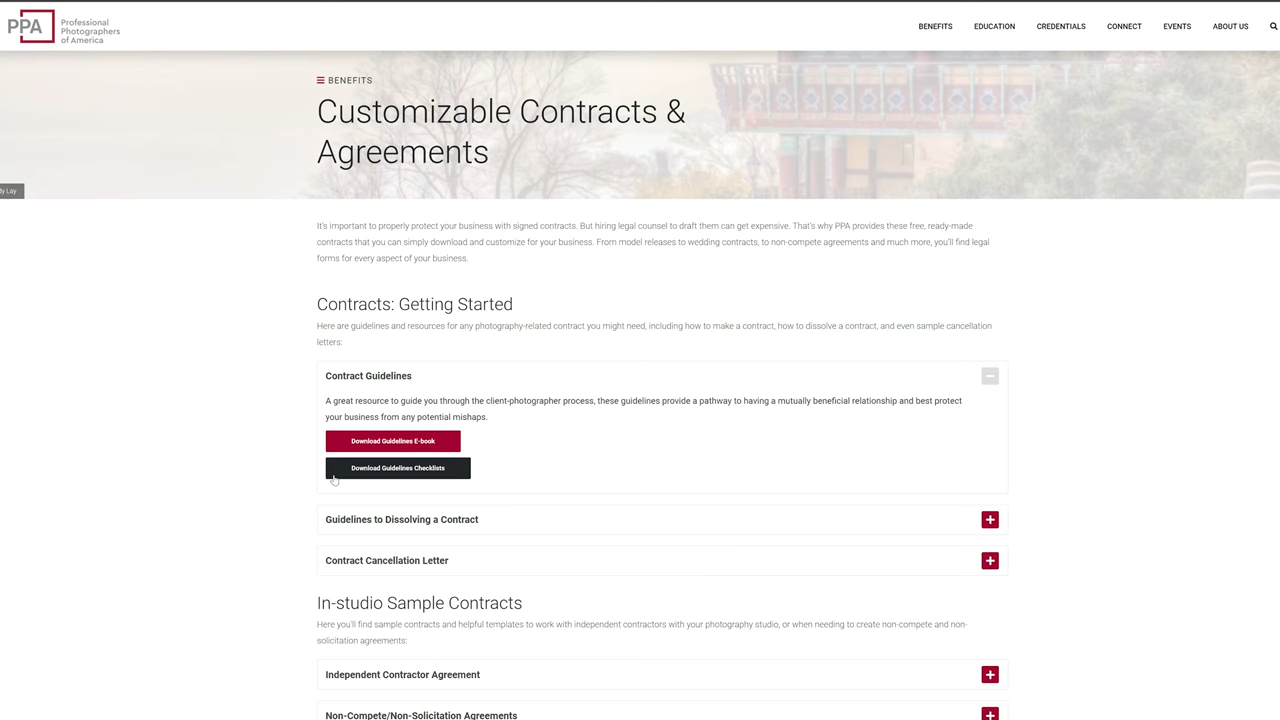 PPA
Professional
Photographers
of America
BENEFITS
EDUCATION
CREDENTIALS
CONNECT
EVENTS
ABOUT US
BENEFITS
Customizable Contracts &
Agreements
Lay
It's important to properly protect your business with signed contracts. But hiring legal counsel to draft them can get expensive. That's why PPA provides these free, ready-made
contracts that you can simply download and customize for your business. From model releases to wedding contracts, to non-compete agreements and much more, you'll find legal
forms for every aspect of your business.
Contracts: Getting Started
Here are guidelines and resources for any photography-related contract you might need, including how to make a contract, how to dissolve a contract, and even sample cancellation
letters:
Contract Guidelines
A great resource to guide you through the client-photographer process, these guidelines provide a pathway to having a mutually beneficial relationship and best protect
your business from any potential mishaps.
Download Guidelines E-book
Download Guidelines Checklists
Guidelines to Dissolving a Contract
Contract Cancellation Letter
In-studio Sample Contracts
Here you'll find sample contracts and helpful templates to work with independent contractors with your photography studio, or when needing to create non-compete and non-
solicitation agreements:
Independent Contractor Agreement
Non-Compete/Non-Solicitation Agreements